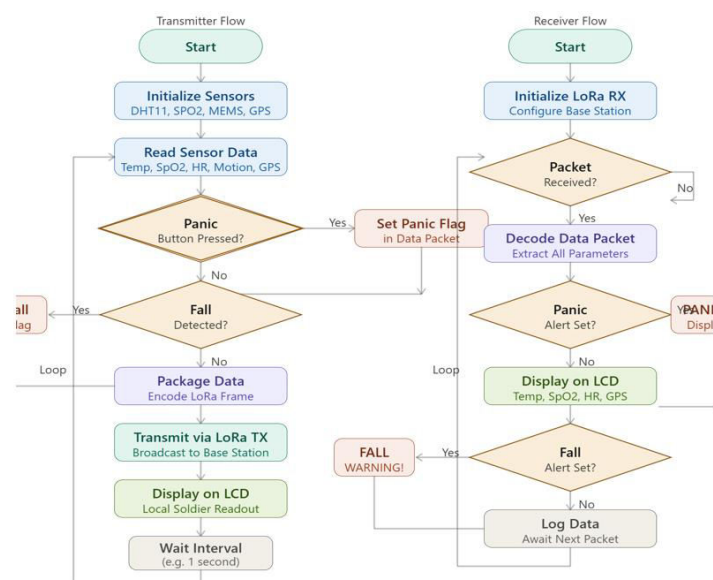 Transmitter Flow
Start
Initialize Sensors
DHT11, SPO2, MEMS, GPS
Read Sensor Data
Temp, SpO2, HR, Motion, GPS
Panic
Button Pressed?
Yes
Set Panic Flag
in Data Packet
No
Fall
Detected?
Yes
all
lag
No
Loop
Package Data
Encode LoRa Frame
Transmit via LoRa TX
Broadcast to Base Station
Display on LCD
Local Soldier Readout
Wait Interval
(e.g. 1 second)
Receiver Flow
Start
Initialize LoRa RX
Configure Base Station
Packet
Received?
No
Yes
Decode Data Packet
Extract All Parameters
Panic
Alert Set?
Yes
PANI
Displ
No
Loop
Display on LCD
Temp, SpO2, HR, GPS
Fall
Alert Set?
Yes
FALL
WARNING!
No
Log Data
Await Next Packet